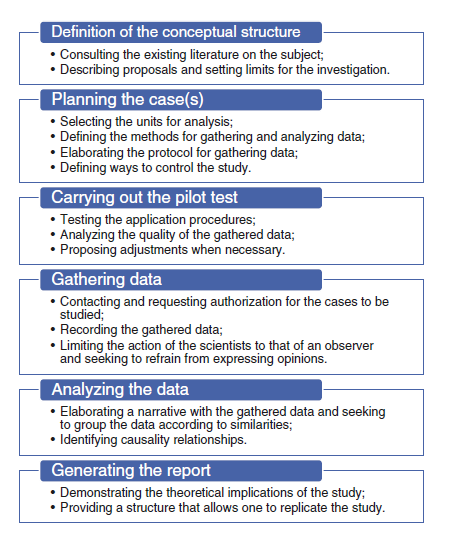 Definition of the conceptual structure
• Consulting the existing literature on the subject;
• Describing proposals and setting limits for the investigation.
Planning the case(s)
• Selecting the units for analysis;
• Defining the methods for gathering and analyzing data;
• Elaborating the protocol for gathering data;
• Defining ways to control the study.
Carrying out the pilot test
• Testing the application procedures;
• Analyzing the quality of the gathered data;
• Proposing adjustments when necessary.
Gathering data
• Contacting and requesting authorization for the cases to be
studied;
• Recording the gathered data;
• Limiting the action of the scientists to that of an observer
and seeking to refrain from expressing opinions.
Analyzing the data
• Elaborating a narrative with the gathered data and seeking
to group the data according to similarities;
• Identifying causality relationships.
Generating the report
• Demonstrating the theoretical implications of the study;
• Providing a structure that allows one to replicate the study.